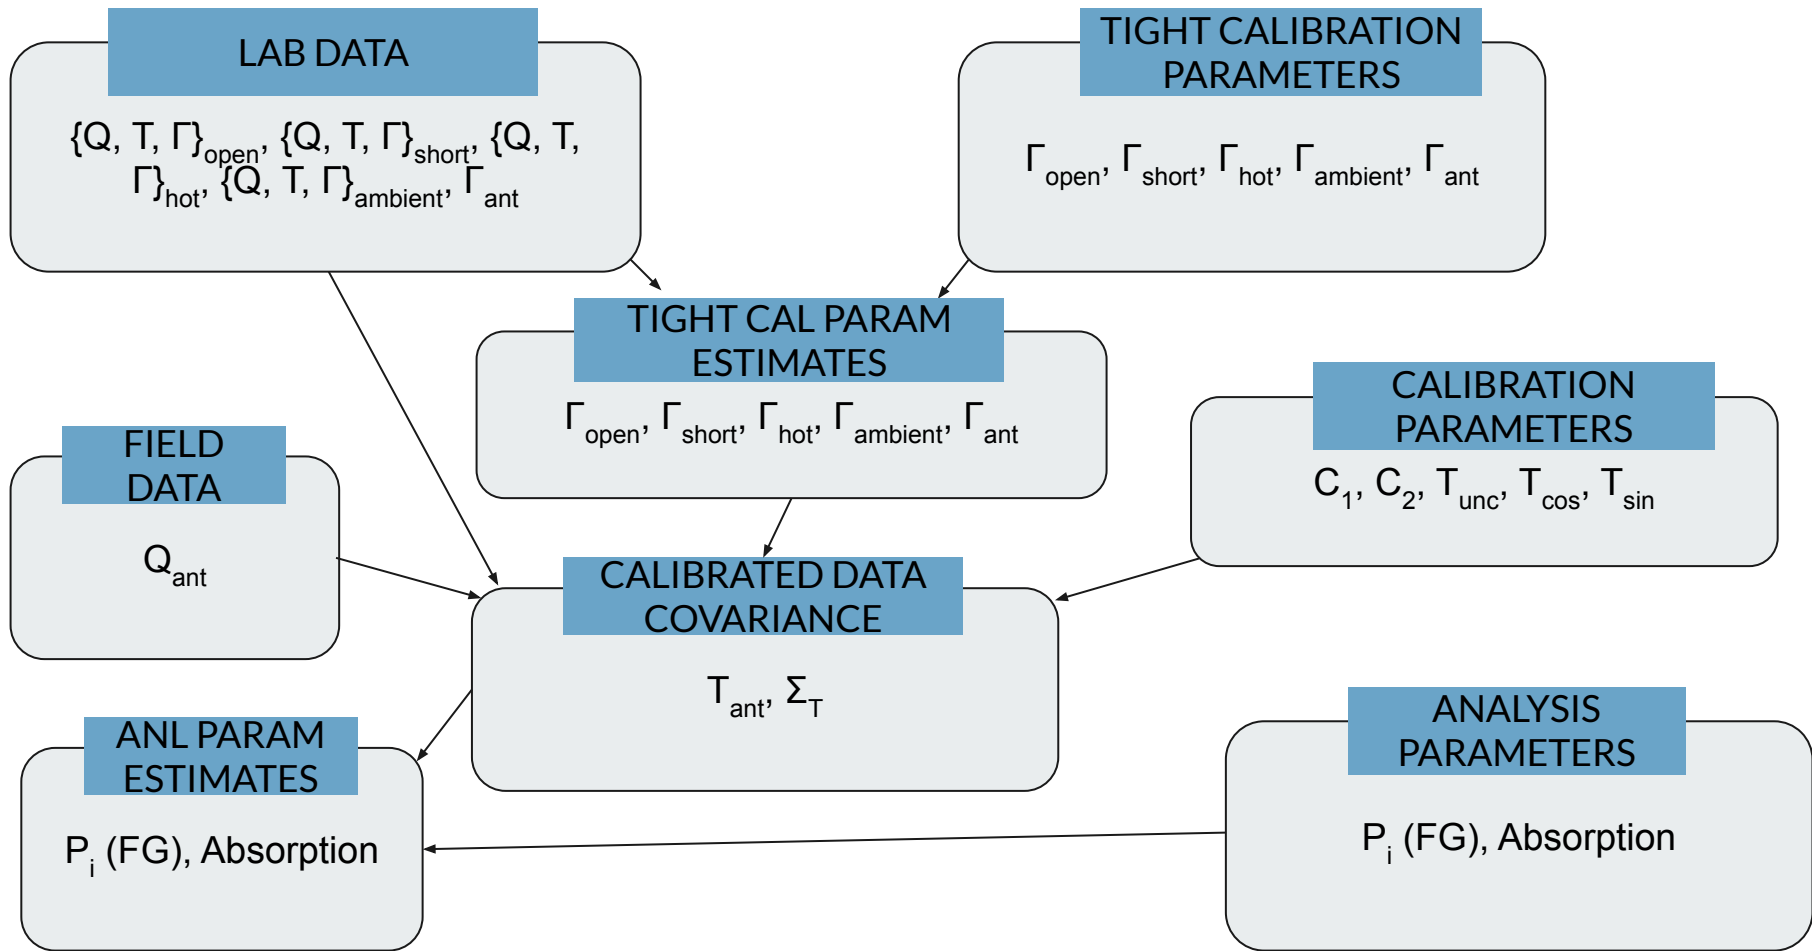 LAB DATA
{Q, T, Γ}open, {Q, T, Γ}short, {Q, T,
Γ}hot, {Q, T, Γ}ambient, Γant
TIGHT CALIBRATION
PARAMETERS
Γopen, Γshort, Γhot, Γambient, Γant
TIGHT CAL PARAM
ESTIMATES
Γopen, Γshort, Γhot, Γambient, Γant
CALIBRATION
PARAMETERS
C1, C2, Tunc, Tcos, Tsin
FIELD
DATA
Qant
CALIBRATED DATA
COVARIANCE
Tant, ΣT
ANL PARAM
ESTIMATES
Pi (FG), Absorption
ANALYSIS
PARAMETERS
Pi (FG), Absorption